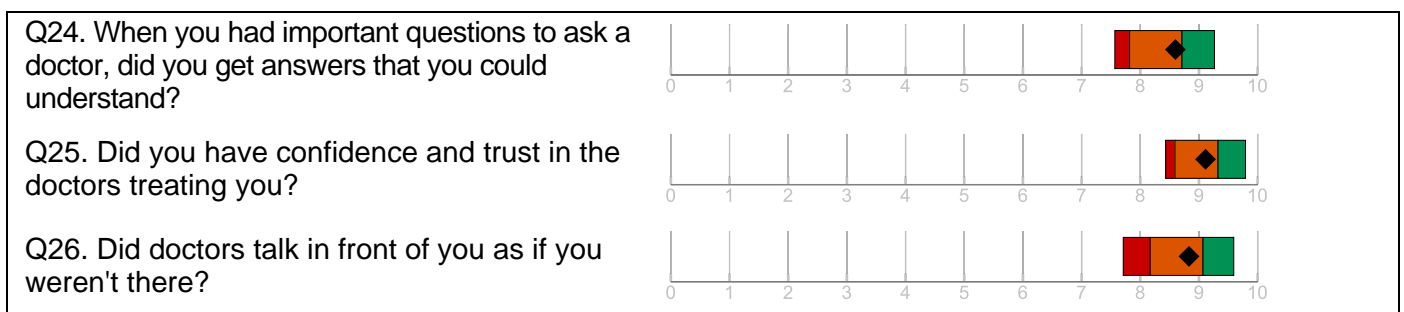 Q24. When you had important questions to ask a
doctor, did you get answers that you could
understand?
0 1 2 3 4 5 6 7 8 9 10
Q25. Did you have confidence and trust in the
doctors treating you?
0 1 2 3 4 5 6 7 8 9 10
Q26. Did doctors talk in front of you as if you
weren't there?
0 1 2 3 4 5 6 7 8 9 10